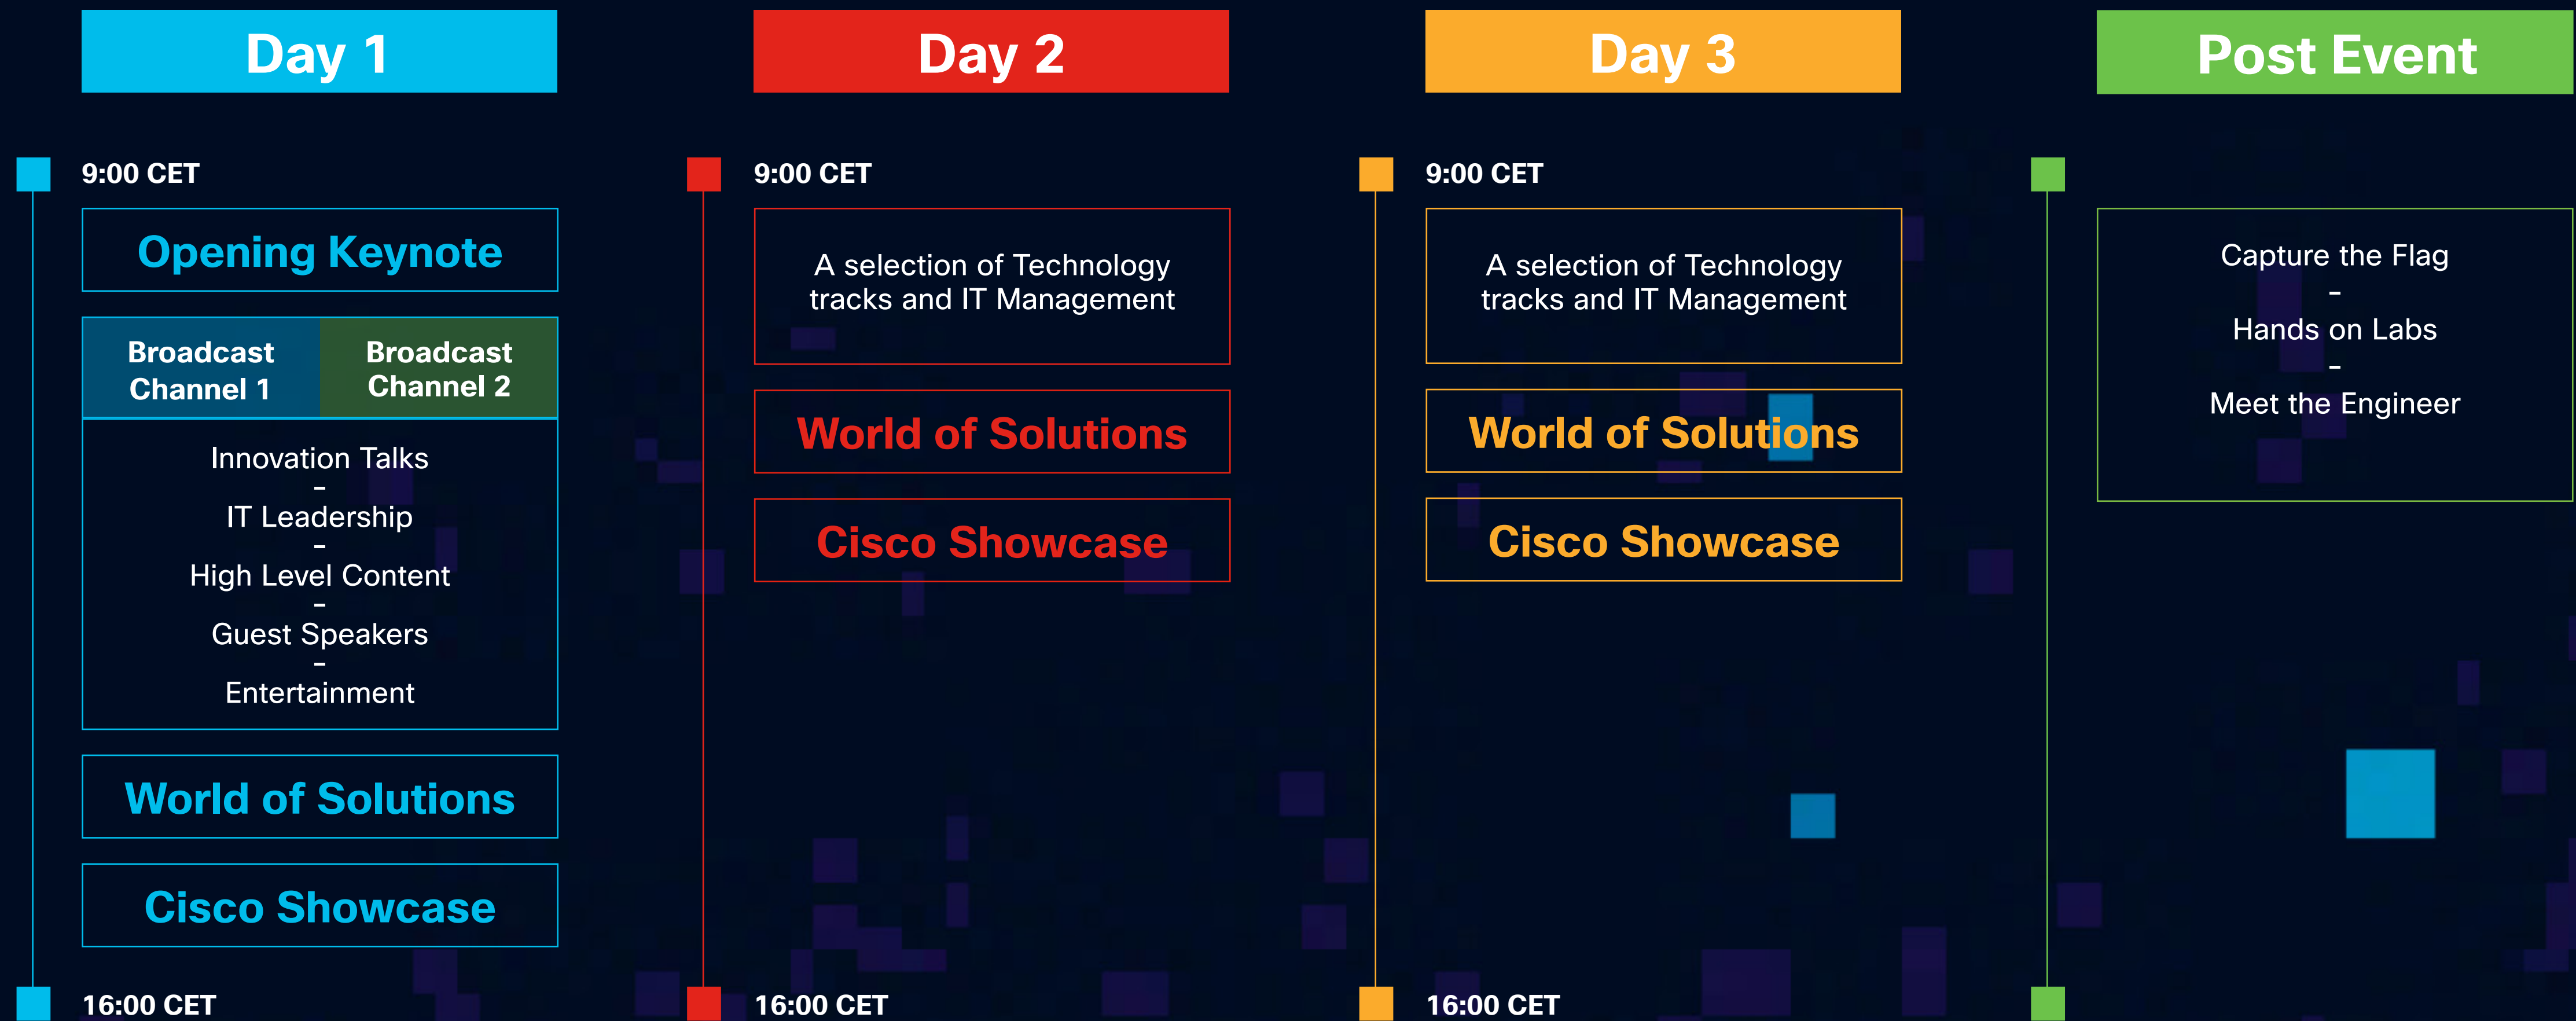 Day 1
9:00 CET
Opening Keynote
Broadcast
Channel 1
Broadcast
Channel 2
Innovation Talks
–
IT Leadership
–
High Level Content
–
Guest Speakers
–
Entertainment
World of Solutions
Cisco Showcase
16:00 CET
Day 2
9:00 CET
A selection of Technology
tracks and IT Management
World of Solutions
Cisco Showcase
16:00 CET
Day 3
9:00 CET
A selection of Technology
tracks and IT Management
World of Solutions
Cisco Showcase
16:00 CET
Post Event
Capture the Flag
–
Hands on Labs
–
Meet the Engineer